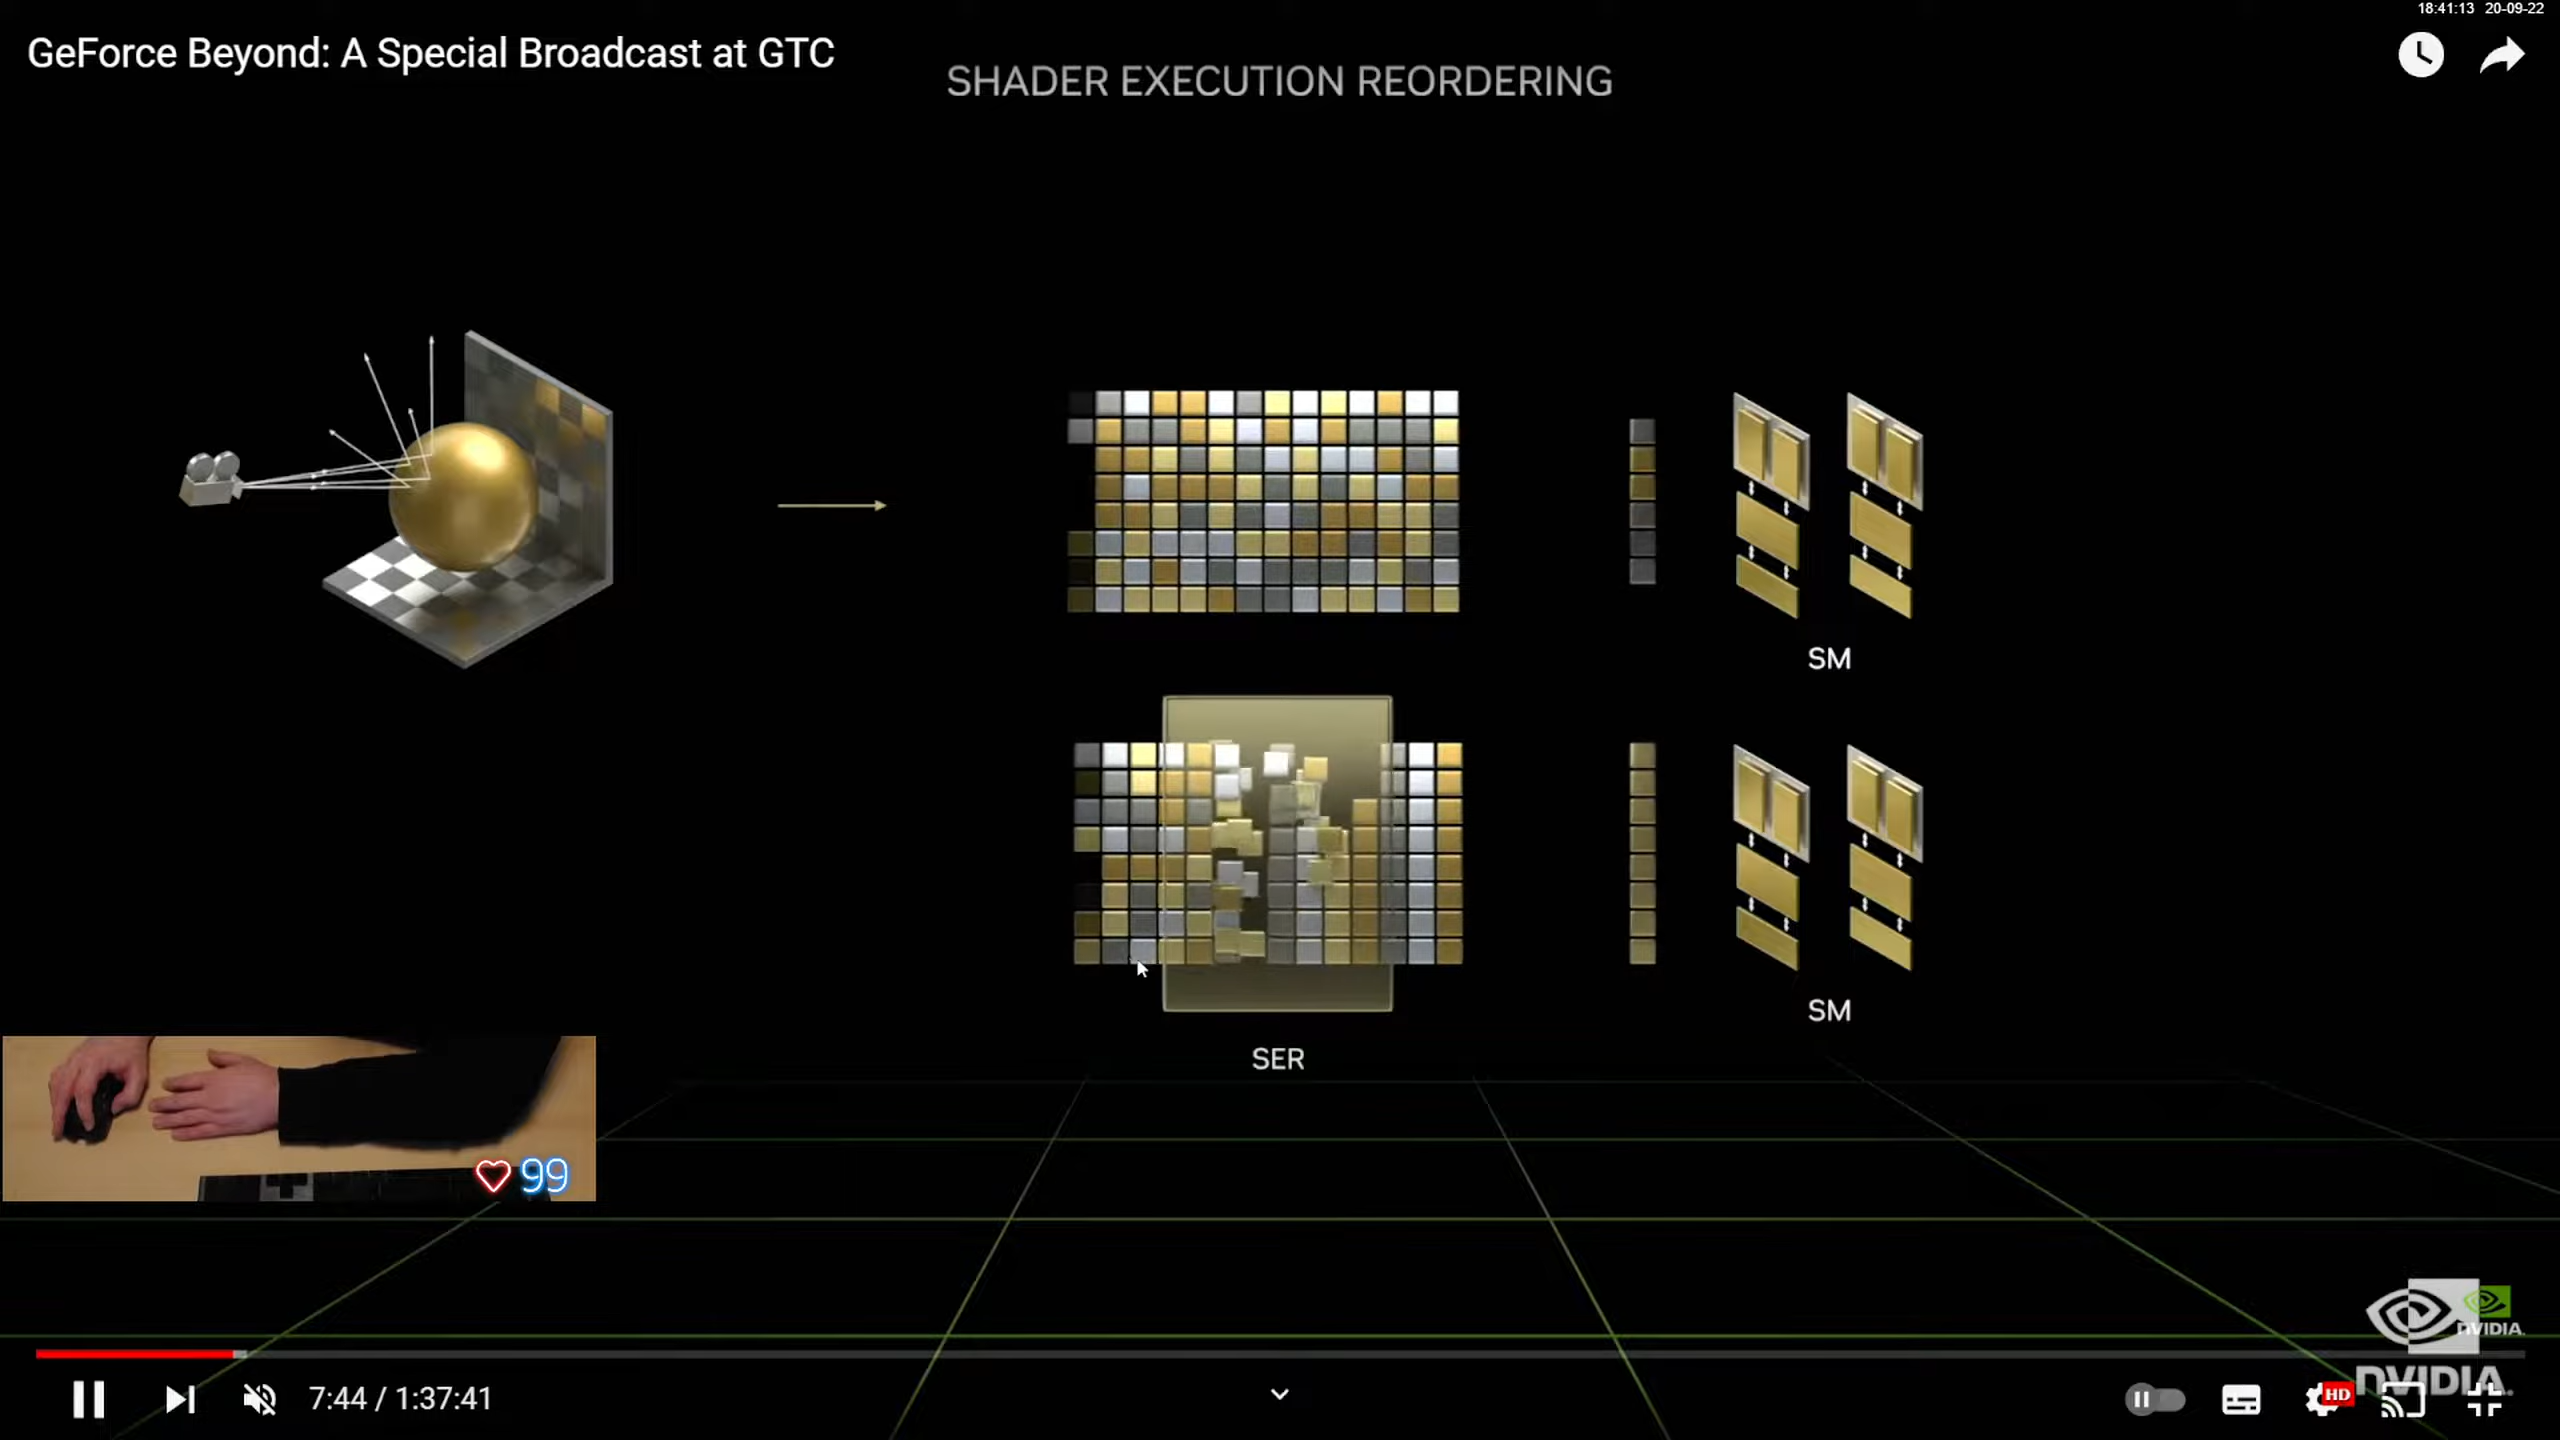 18:41:13 20-09-22
GeForce Beyond: A Special Broadcast at GTC
SHADER EXECUTION REORDERING
SM
SM
SER
99
NVIDIA.
NVIDIA.
7:44 / 1:37:41
HD